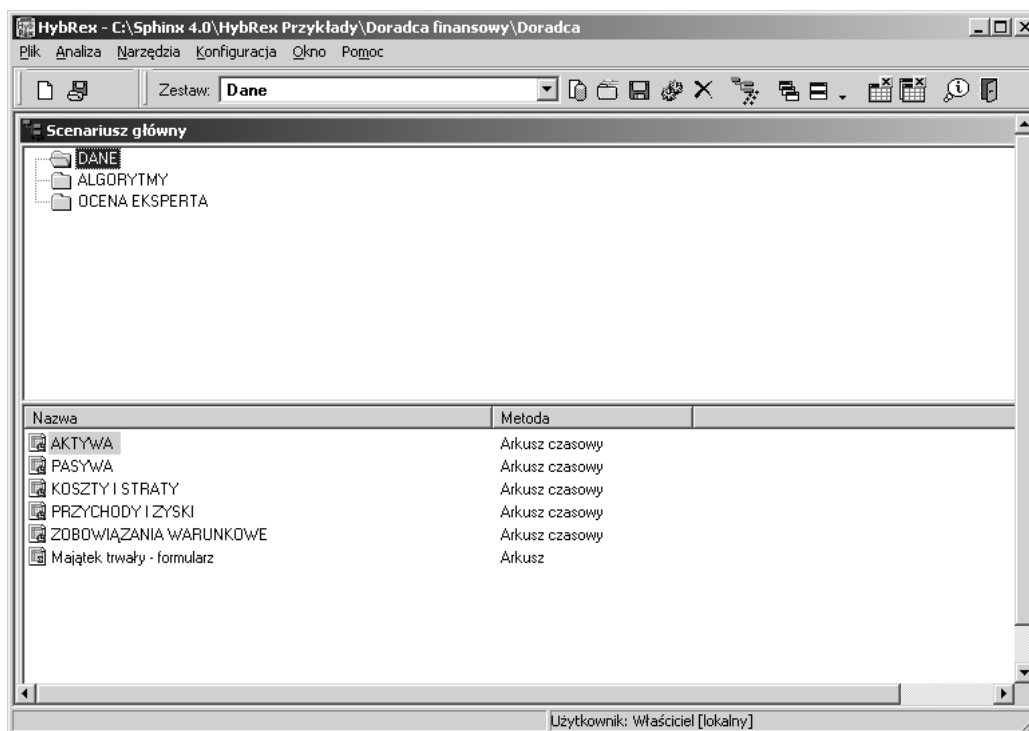 HybRex - C:\Sphinx 4.0\HybRex Przykłady\Doradca finansowy\Doradca
Plik Analiza Narzędzia Konfiguracja Okno Pomoc
Zestaw: Dane
Scenariusz główny
DANE
ALGORYTMY
OCENA EKSPERTA
Nazwa Metoda
AKTYWA Arkusz czasowy
PASYWA Arkusz czasowy
KOSZTY I STRATY Arkusz czasowy
PRZYCHODY I ZYSKI Arkusz czasowy
ZOBOWIĄZANIA WARUNKOWE Arkusz czasowy
Majątek trwały - formularz Arkusz
Użytkownik: Właściciel [lokalny]